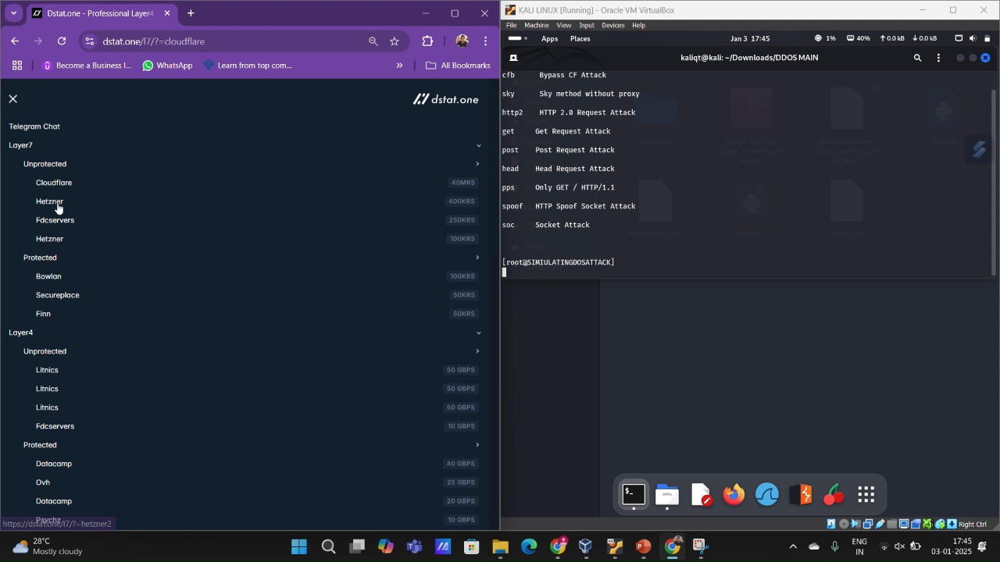 Dstat.one - Professional Layer4
dstat.one/l7/?=cloudflare
Become a Business I...
WhatsApp
Learn from top com...
»
All Bookmarks
dstat.one
Telegram Chat
Layer7
Unprotected
Cloudflare 40MRS
Hetzner 400KRS
Fdcservers 250KRS
Hetzner 100KRS
Protected
Bowlan 100KRS
Secureplace 50KRS
Finn 50KRS
Layer4
Unprotected
Litnics 50 GBPS
Litnics 50 GBPS
Litnics 50 GBPS
Fdcservers 10 GBPS
Protected
Datacamp 40 GBPS
Ovh 25 GBPS
Datacamp 20 GBPS
Psychz 10 GBPS
https://dstat.one/l7/?=hetzner2
KALI LINUX [Running] - Oracle VM VirtualBox
File Machine View Input Devices Help
Apps Places Jan 3 17:45 1% 40% 0.0 kB 0.0 kB
kaliqt@kali: ~/Downloads/DDOS MAIN
cfb Bypass CF Attack
sky Sky method without proxy
http2 HTTP 2.0 Request Attack
get Get Request Attack
post Post Request Attack
head Head Request Attack
pps Only GET / HTTP/1.1
spoof HTTP Spoof Socket Attack
soc Socket Attack
[root@SIMIULATINGDOSATTACK]
Right Ctrl
28°C
Mostly cloudy
ENG
IN
17:45
03-01-2025